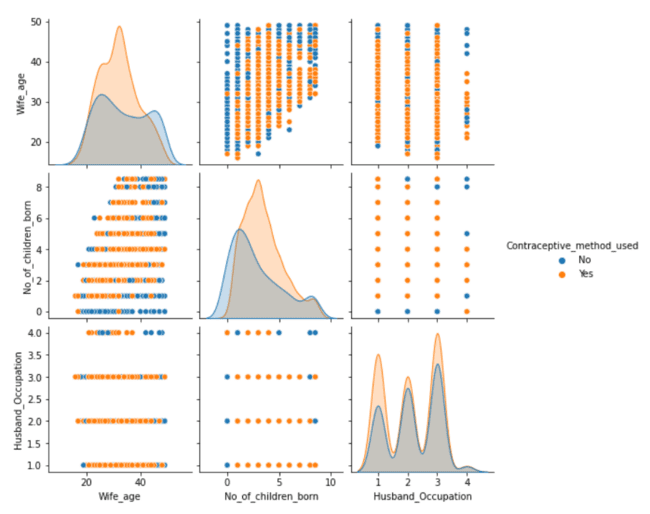 50
40
30
20
Wife_age
8
6
4
2
0
No_of_children_born
Contraceptive_method_used
No
Yes
4.0
3.5
3.0
2.5
2.0
1.5
1.0
Husband_Occupation
20 40
0 5 10
1 2 3 4
Wife_age
No_of_children_born
Husband_Occupation